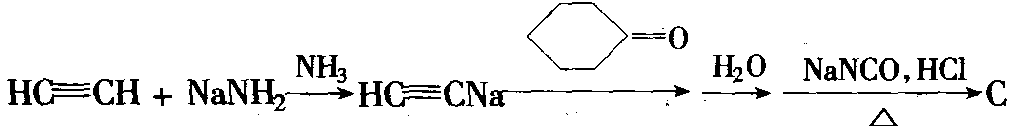 HC≡CH + NaNH₂ NH₃ HC≡CNa =O H₂O NaNCO,HCl △ C